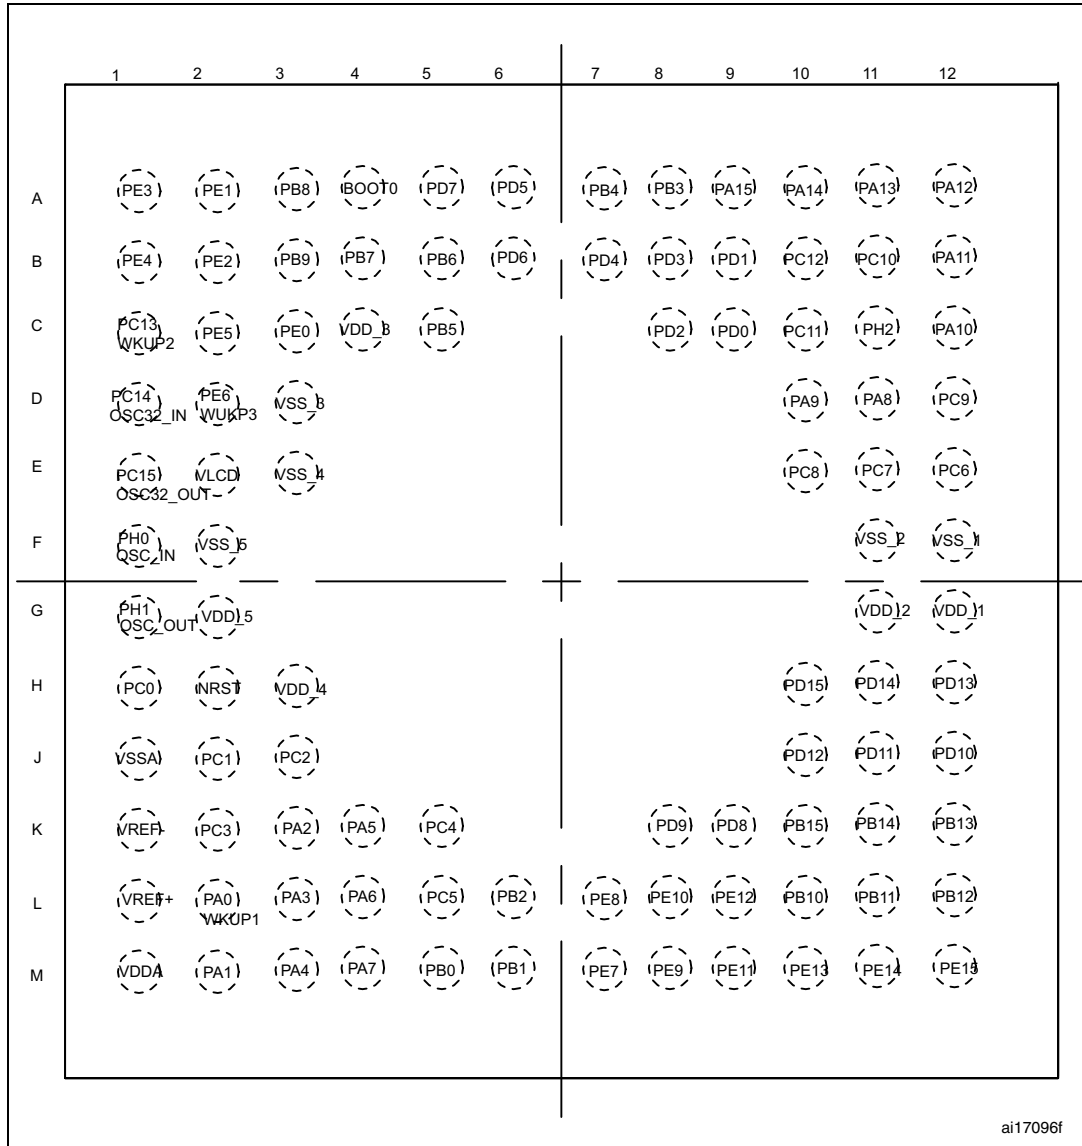 1 2 3 4 5 6 7 8 9 10 11 12
A PE3 PE1 PB8 BOOT0 PD7 PD5 PB4 PB3 PA15 PA14 PA13 PA12
B PE4 PE2 PB9 PB7 PB6 PD6 PD4 PD3 PD1 PC12 PC10 PA11
C PC13 PE5 PE0 VDD_3 PB5 PD2 PD0 PC11 PH2 PA10
WKUP2
D PC14 PE6 VSS_3 PA9 PA8 PC9
OSC32_IN WUKP3
E PC15 VLCD VSS_4 PC8 PC7 PC6
OSC32_OUT
F PH0 VSS_5 VSS_2 VSS_1
OSC_IN
G PH1 VDD_5 VDD_2 VDD_1
OSC_OUT
H PC0 NRST VDD_4 PD15 PD14 PD13
J VSSA PC1 PC2 PD12 PD11 PD10
K VREF- PC3 PA2 PA5 PC4 PD9 PD8 PB15 PB14 PB13
L VREF+ PA0 PA3 PA6 PC5 PB2 PE8 PE10 PE12 PB10 PB11 PB12
WKUP1
M VDDA PA1 PA4 PA7 PB0 PB1 PE7 PE9 PE11 PE13 PE14 PE15
ai17096f